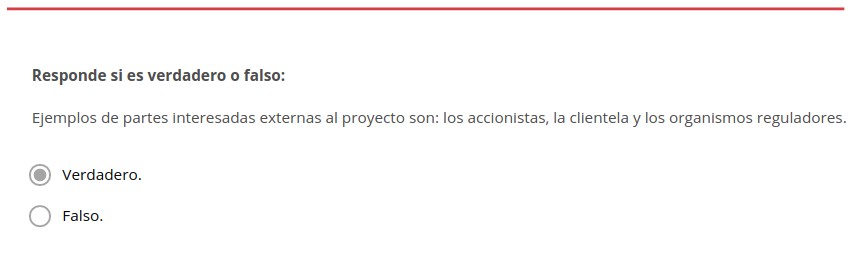 Responde si es verdadero o falso:
Ejemplos de partes interesadas externas al proyecto son: los accionistas, la clientela y los organismos reguladores.
Verdadero.
Falso.